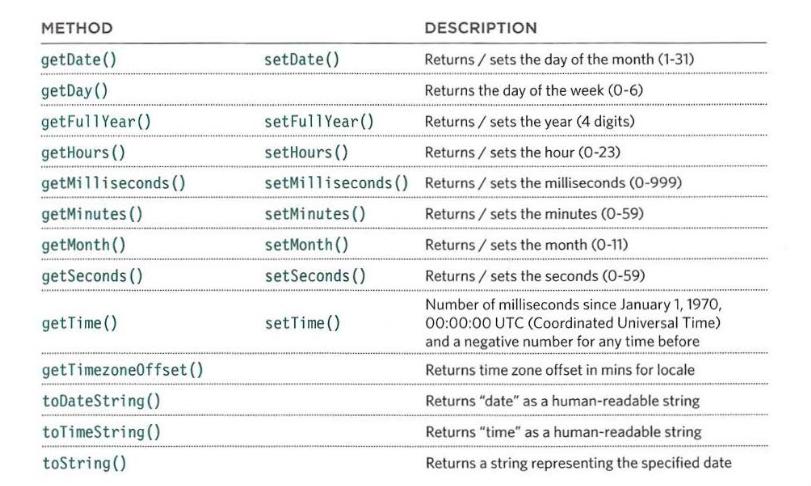 METHOD DESCRIPTION
getDate() setDate() Returns / sets the day of the month (1-31)
getDay() Returns the day of the week (0-6)
getFullYear() setFullYear() Returns / sets the year (4 digits)
getHours() setHours() Returns / sets the hour (0-23)
getMilliseconds() setMilliseconds() Returns / sets the milliseconds (0-999)
getMinutes() setMinutes() Returns / sets the minutes (0-59)
getMonth() setMonth() Returns / sets the month (0-11)
getSeconds() setSeconds() Returns / sets the seconds (0-59)
getTime() setTime() Number of milliseconds since January 1, 1970,
00:00:00 UTC (Coordinated Universal Time)
and a negative number for any time before
getTimezoneOffset() Returns time zone offset in mins for locale
toDateString() Returns “date” as a human-readable string
toTimeString() Returns “time” as a human-readable string
toString() Returns a string representing the specified date